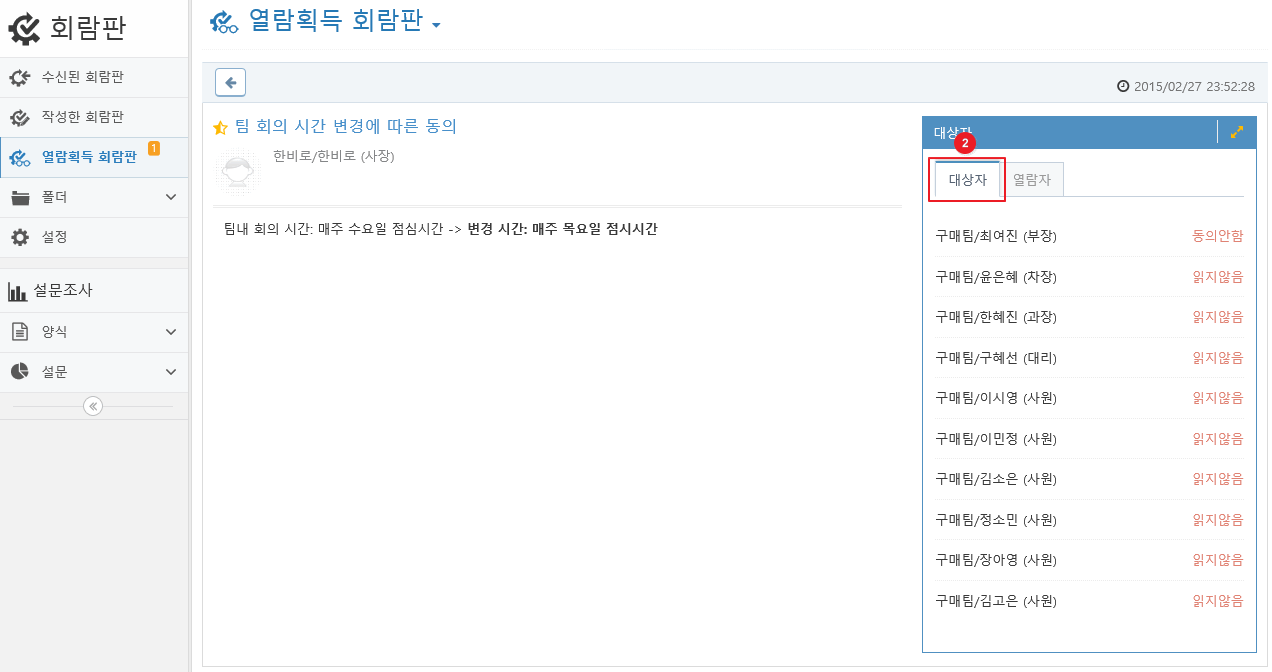 회람판
수신된 회람판
작성한 회람판
열람획득 회람판 1
폴더
설정
설문조사
양식
설문
열람획득 회람판
2015/02/27 23:52:28
팀 회의 시간 변경에 따른 동의
한비로/한비로 (사장)
팀내 회의 시간: 매주 수요일 점심시간 -> 변경 시간: 매주 목요일 점시시간
대상자
2
대상자 열람자
구매팀/최여진 (부장) 동의안함
구매팀/윤은혜 (차장) 읽지않음
구매팀/한혜진 (과장) 읽지않음
구매팀/구혜선 (대리) 읽지않음
구매팀/이시영 (사원) 읽지않음
구매팀/이민정 (사원) 읽지않음
구매팀/김소은 (사원) 읽지않음
구매팀/정소민 (사원) 읽지않음
구매팀/장아영 (사원) 읽지않음
구매팀/김고은 (사원) 읽지않음